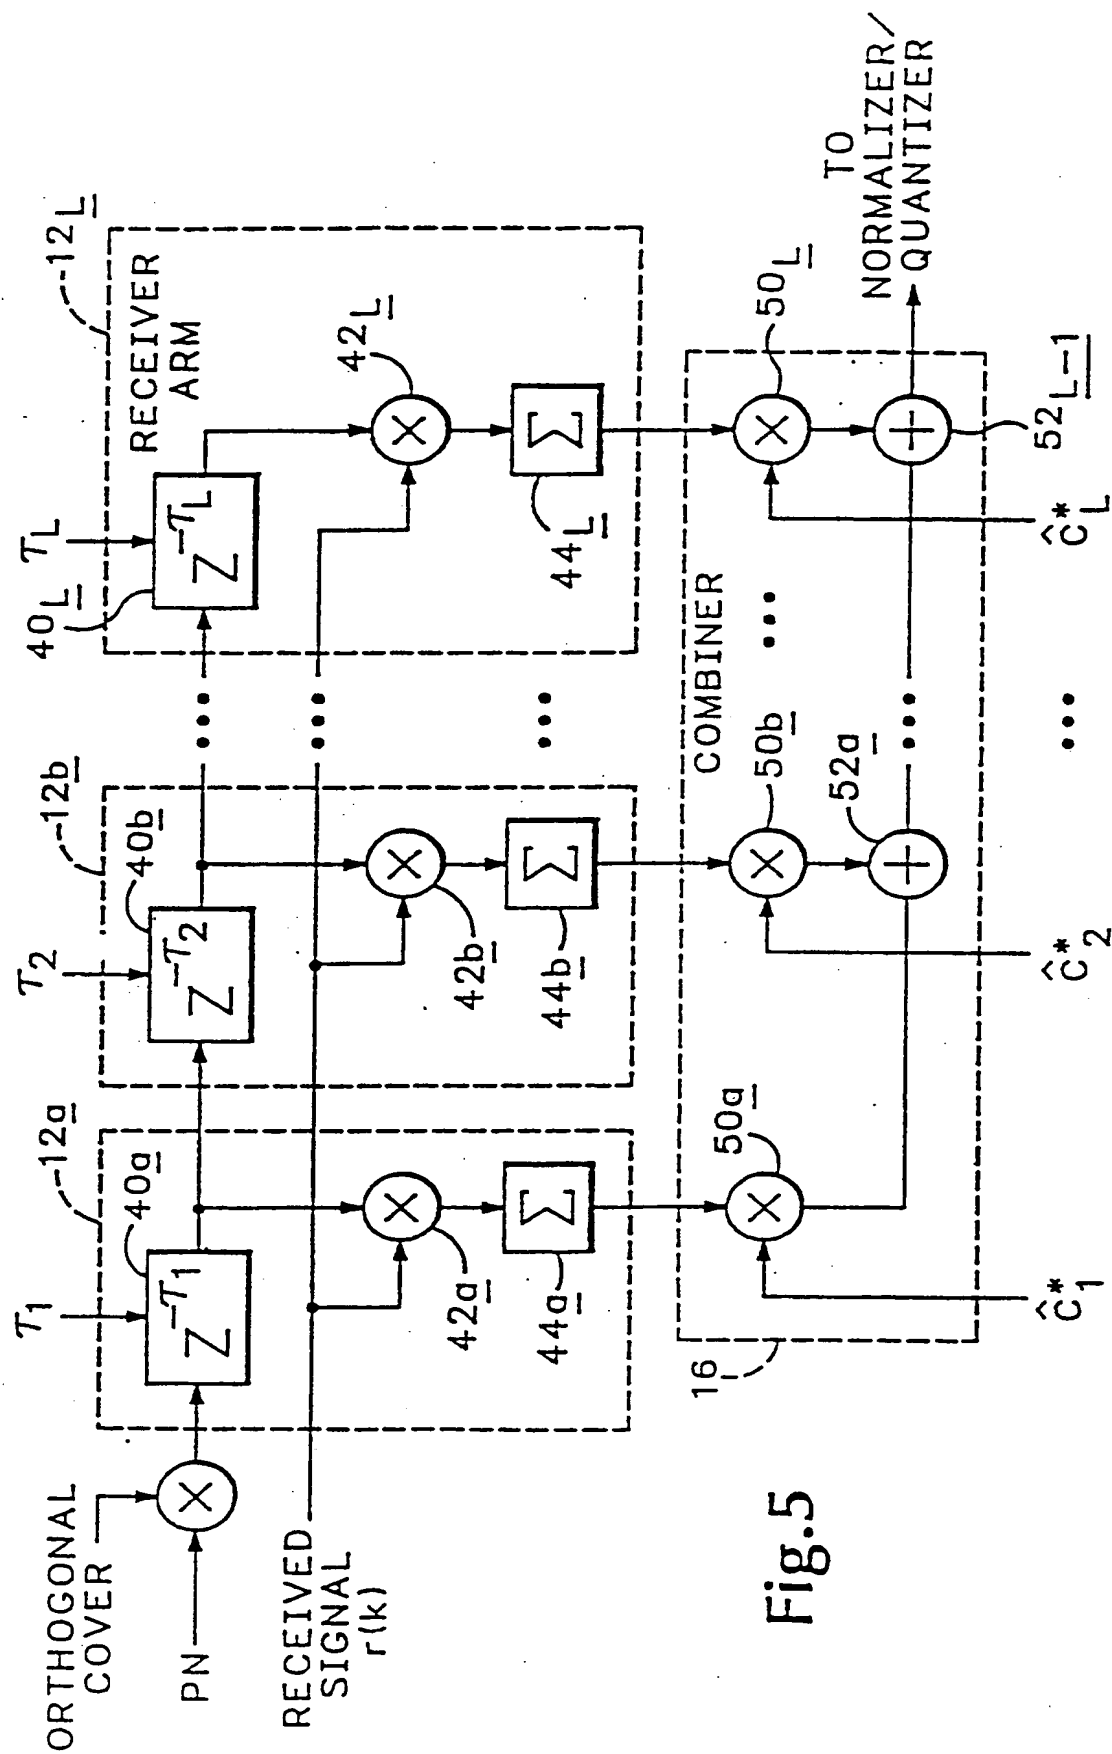 ORTHOGONAL
COVER
PN
RECEIVED
SIGNAL
r(k)
τ1
40a
12a
Z^-τ1
42a
Σ
44a
τ2
40b
12b
Z^-τ2
42b
Σ
44b
τL
40L
12L
RECEIVER
ARM
Z^-τL
42L
Σ
44L
16
COMBINER
50a
50b
52a
50L
52L-1
ĉ*1
ĉ*2
ĉ*L
TO
NORMALIZER/
QUANTIZER
Fig.5